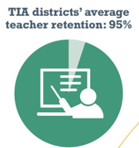 TIA districts' average
teacher retention: 95%